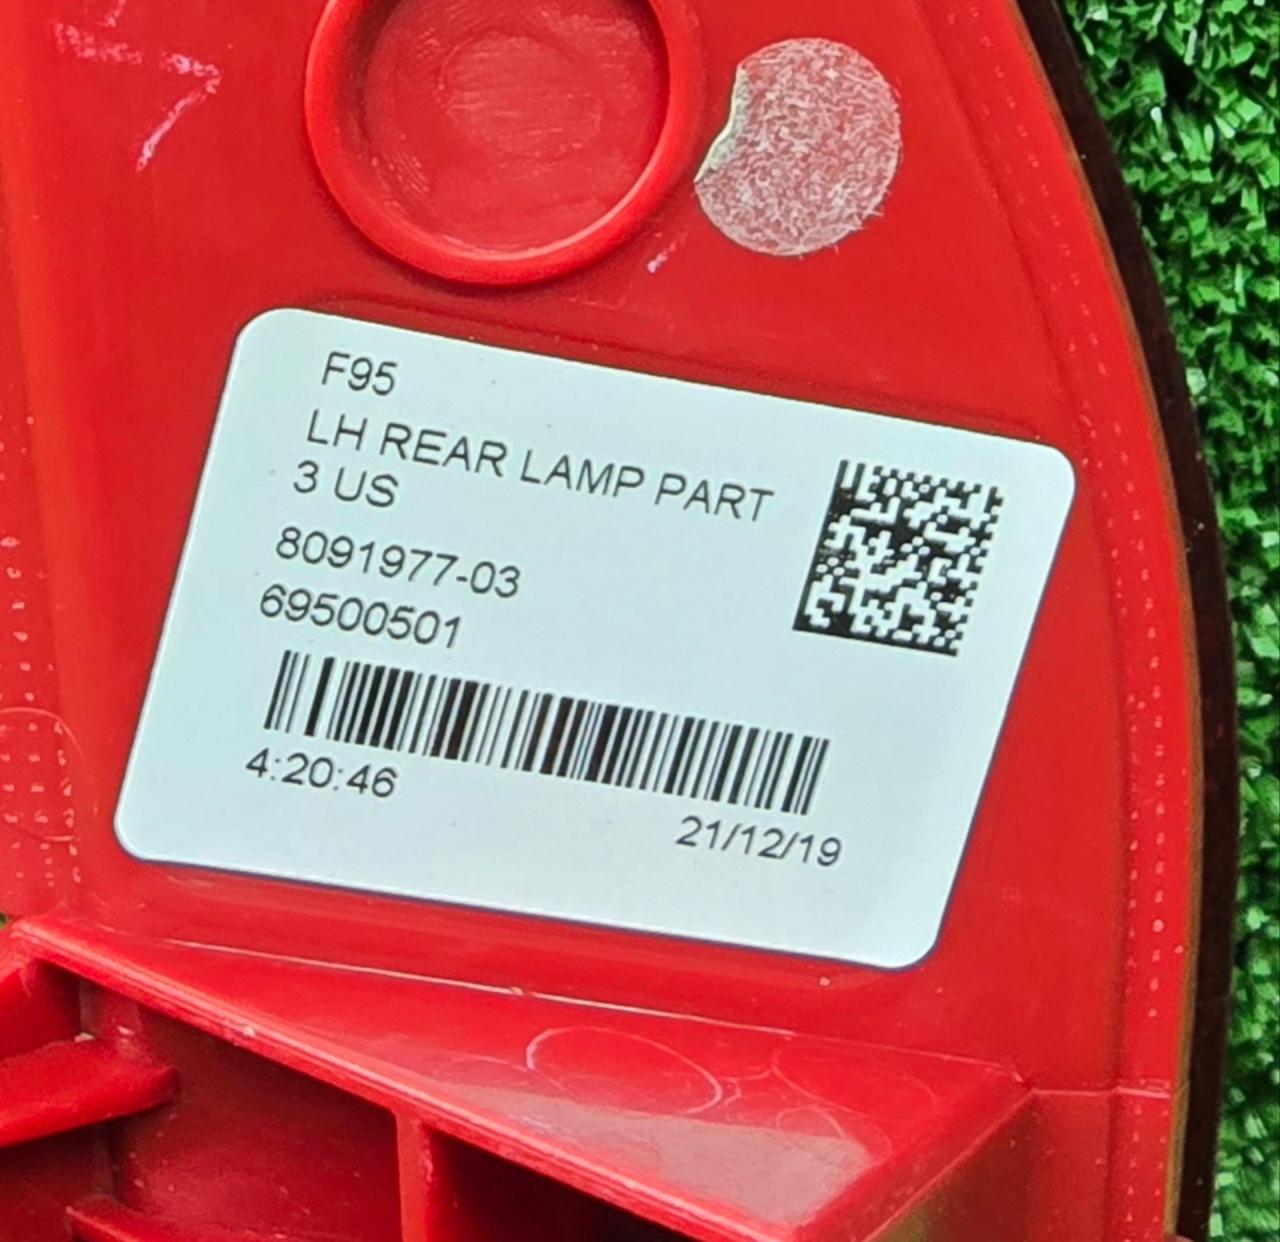 F95
LH REAR LAMP PART
3 US
8091977-03
69500501
4:20:46
21/12/19